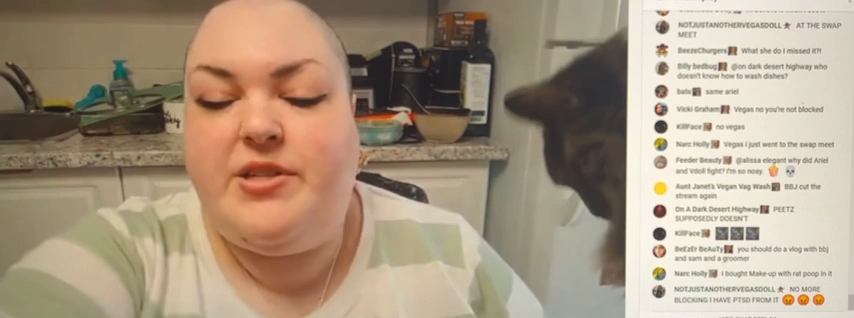 NOTJUSTANOTHERVEGASDOLL AT THE SWAP
MEET
BeezeChurgers What she do I missed it?!
Billy bedbug @on dark desert highway who
doesn't know how to wash dishes?
bats same ariel
Vicki Graham Vegas no you're not blocked
KillFace no vegas
Narc Holly Vegas i just went to the swap meet
Feeder Beauty @alissa elegant why did Ariel
and Vdoll fight? I'm so nosy.
Aunt Janet's Vegan Vag Wash BBJ cut the
stream again
On A Dark Desert Highway PEETZ
SUPPOSEDLY DOESN'T
KillFace
BeEzEr BeAuTy you should do a vlog with bbj
and sam and a groomer
Narc Holly I bought Make-up with rat poop in it
NOTJUSTANOTHERVEGASDOLL NO MORE
BLOCKING I HAVE PTSD FROM IT